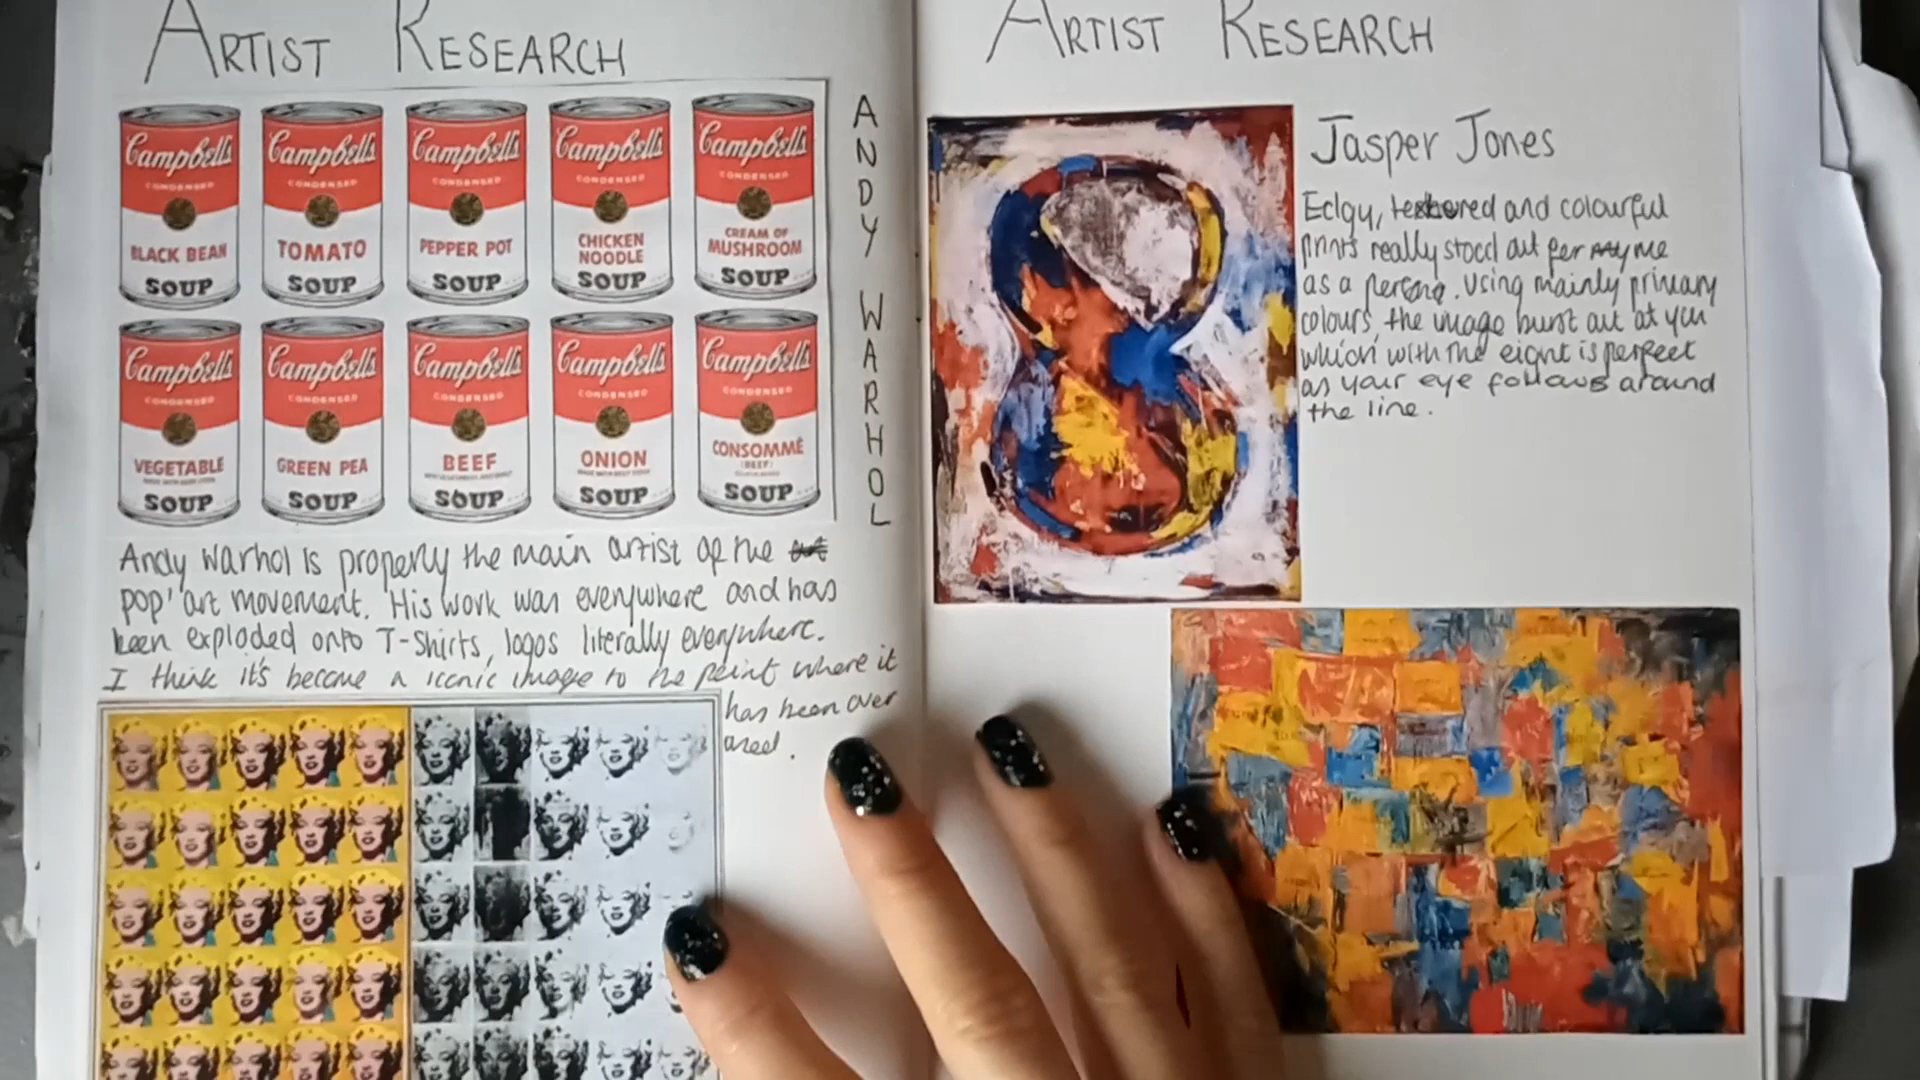 ARTIST RESEARCH
Campbell's Campbell's Campbell's Campbell's Campbell's
CONDENSED CONDENSED CONDENSED CONDENSED CONDENSED
BLACK BEAN TOMATO PEPPER POT CHICKEN NOODLE CREAM OF MUSHROOM
SOUP SOUP SOUP SOUP SOUP
Campbell's Campbell's Campbell's Campbell's Campbell's
CONDENSED CONDENSED CONDENSED CONDENSED CONDENSED
VEGETABLE GREEN PEA BEEF ONION CONSOMMÉ
(BEEF)
SOUP SOUP SOUP SOUP SOUP
ANDY WARHOL
Andy Warhol is properly the main artist of the
pop' art movement. His work was everywhere and has
been exploded onto T-Shirts, logos literally everywhere.
I think it's become a iconic image to the point where it
has been over
ARTIST RESEARCH
Jasper Jones
Edgy, textured and colourful
prints really stood out for me
as a person. Using mainly primary
colours, the image burst out at you
which with the eight is perfect
as your eye follows around
the line.